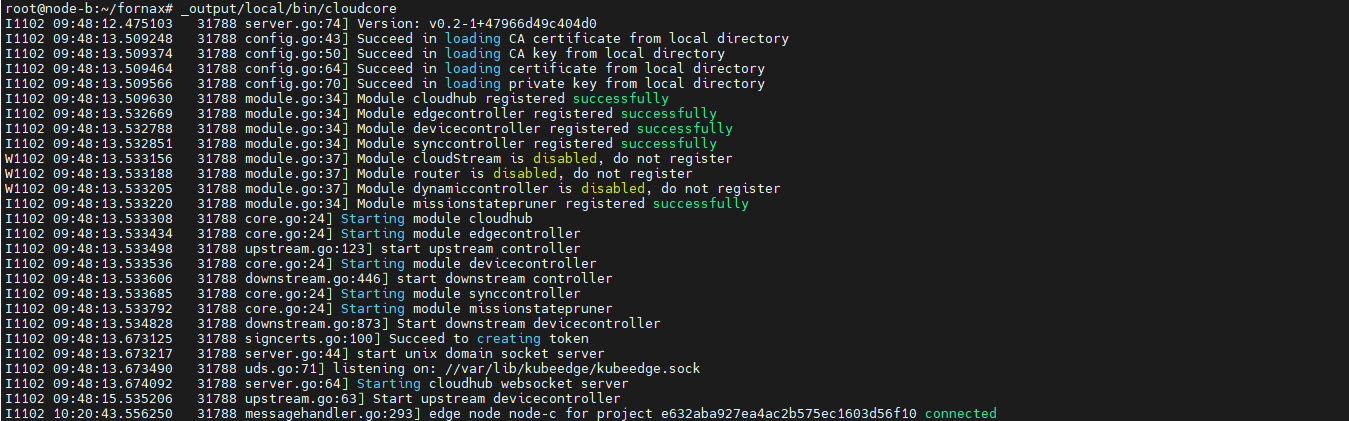 root@node-b:~/fornax# _output/local/bin/cloudcore
I1102 09:48:12.475103   31788 server.go:74] Version: v0.2-1+47966d49c404d0
I1102 09:48:13.509248   31788 config.go:43] Succeed in loading CA certificate from local directory
I1102 09:48:13.509374   31788 config.go:50] Succeed in loading CA key from local directory
I1102 09:48:13.509464   31788 config.go:64] Succeed in loading certificate from local directory
I1102 09:48:13.509566   31788 config.go:70] Succeed in loading private key from local directory
I1102 09:48:13.509630   31788 module.go:34] Module cloudhub registered successfully
I1102 09:48:13.532669   31788 module.go:34] Module edgecontroller registered successfully
I1102 09:48:13.532788   31788 module.go:34] Module devicecontroller registered successfully
I1102 09:48:13.532851   31788 module.go:34] Module synccontroller registered successfully
W1102 09:48:13.533156   31788 module.go:37] Module cloudStream is disabled, do not register
W1102 09:48:13.533188   31788 module.go:37] Module router is disabled, do not register
W1102 09:48:13.533205   31788 module.go:37] Module dynamiccontroller is disabled, do not register
I1102 09:48:13.533220   31788 module.go:34] Module missionstatepruner registered successfully
I1102 09:48:13.533308   31788 core.go:24] Starting module cloudhub
I1102 09:48:13.533434   31788 core.go:24] Starting module edgecontroller
I1102 09:48:13.533498   31788 upstream.go:123] start upstream controller
I1102 09:48:13.533536   31788 core.go:24] Starting module devicecontroller
I1102 09:48:13.533606   31788 downstream.go:446] start downstream controller
I1102 09:48:13.533685   31788 core.go:24] Starting module synccontroller
I1102 09:48:13.533792   31788 core.go:24] Starting module missionstatepruner
I1102 09:48:13.534828   31788 downstream.go:873] Start downstream devicecontroller
I1102 09:48:13.673125   31788 signcerts.go:100] Succeed to creating token
I1102 09:48:13.673217   31788 server.go:44] start unix domain socket server
I1102 09:48:13.673490   31788 uds.go:71] listening on: //var/lib/kubeedge/kubeedge.sock
I1102 09:48:13.674092   31788 server.go:64] Starting cloudhub websocket server
I1102 09:48:15.535206   31788 upstream.go:63] Start upstream devicecontroller
I1102 10:20:43.556250   31788 messagehandler.go:293] edge node node-c for project e632aba927ea4ac2b575ec1603d56f10 connected